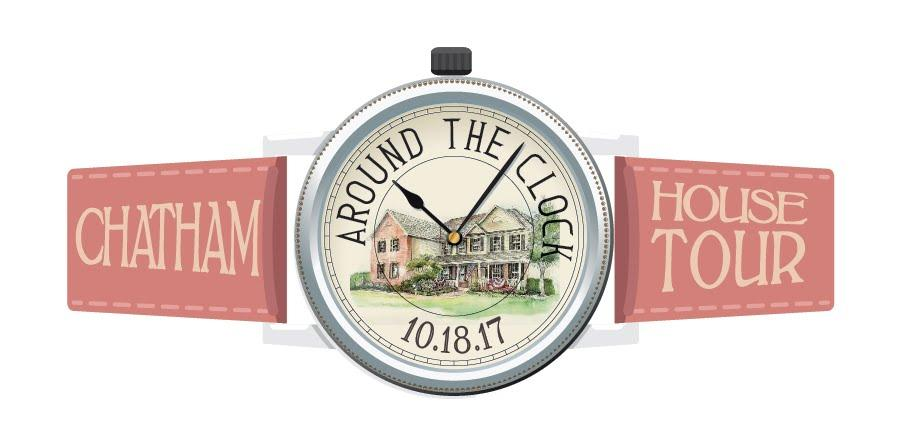 CHATHAM
AROUND THE CLOCK
10.18.17
HOUSE
TOUR